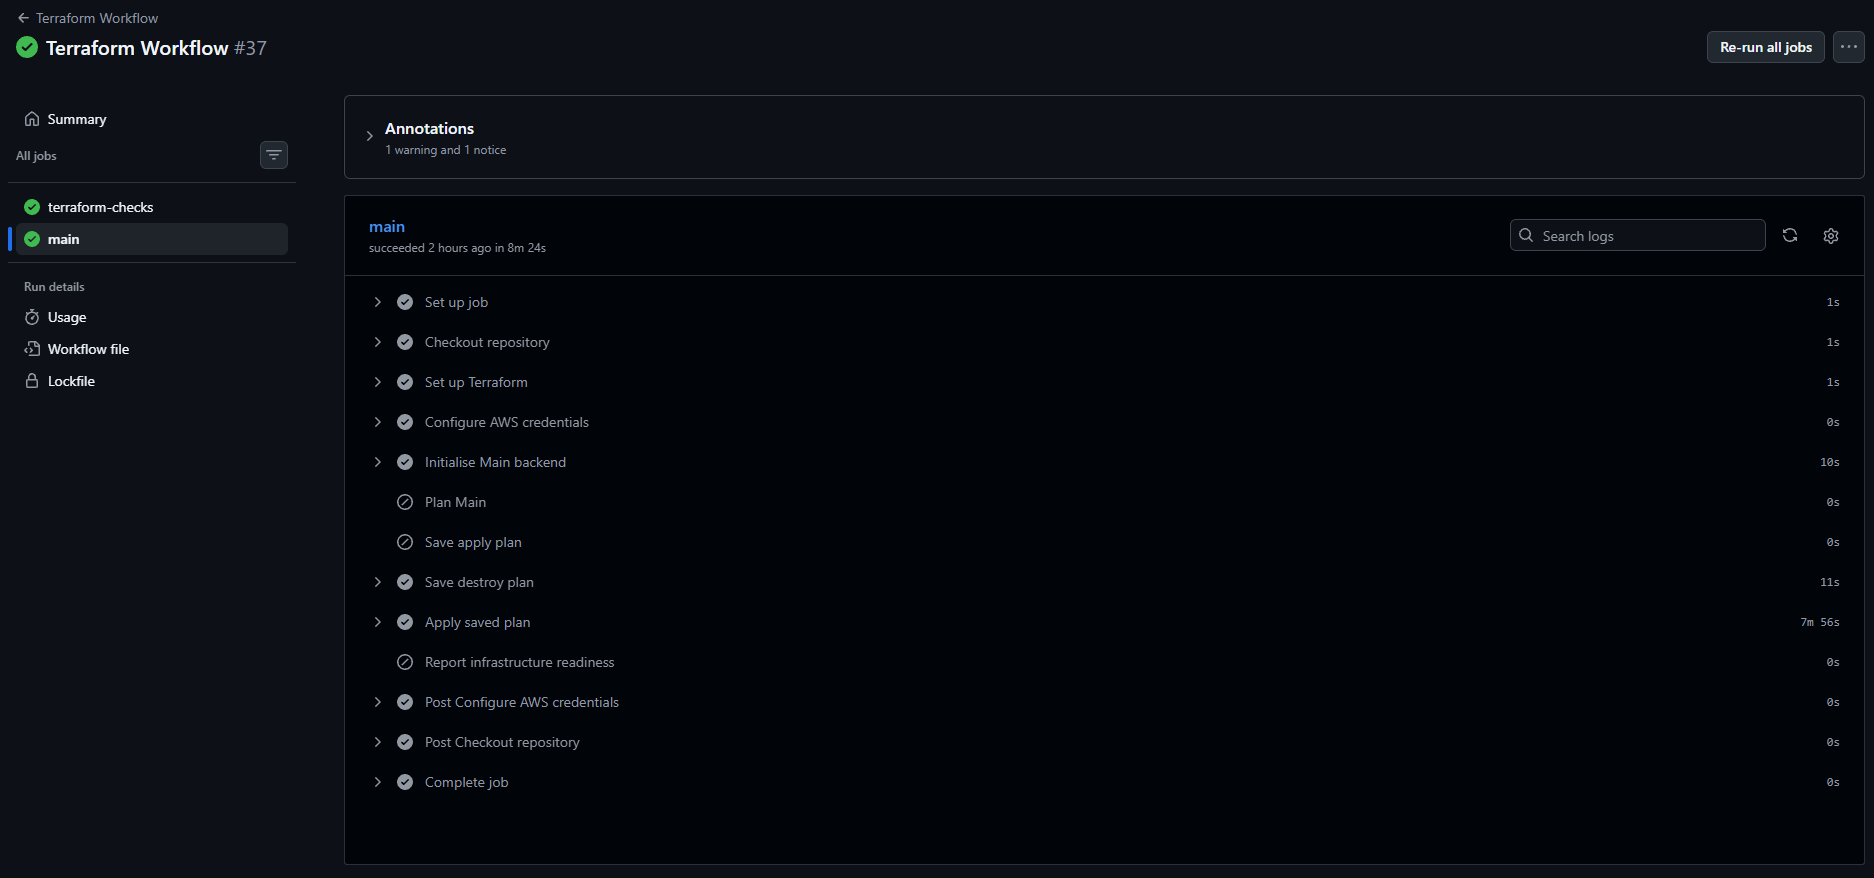 Terraform Workflow
Terraform Workflow #37
Re-run all jobs
Summary
All jobs
terraform-checks
main
Run details
Usage
Workflow file
Lockfile
Annotations
1 warning and 1 notice
main
succeeded 2 hours ago in 8m 24s
Search logs
Set up job 1s
Checkout repository 1s
Set up Terraform 1s
Configure AWS credentials 0s
Initialise Main backend 10s
Plan Main 0s
Save apply plan 0s
Save destroy plan 11s
Apply saved plan 7m 56s
Report infrastructure readiness 0s
Post Configure AWS credentials 0s
Post Checkout repository 0s
Complete job 0s